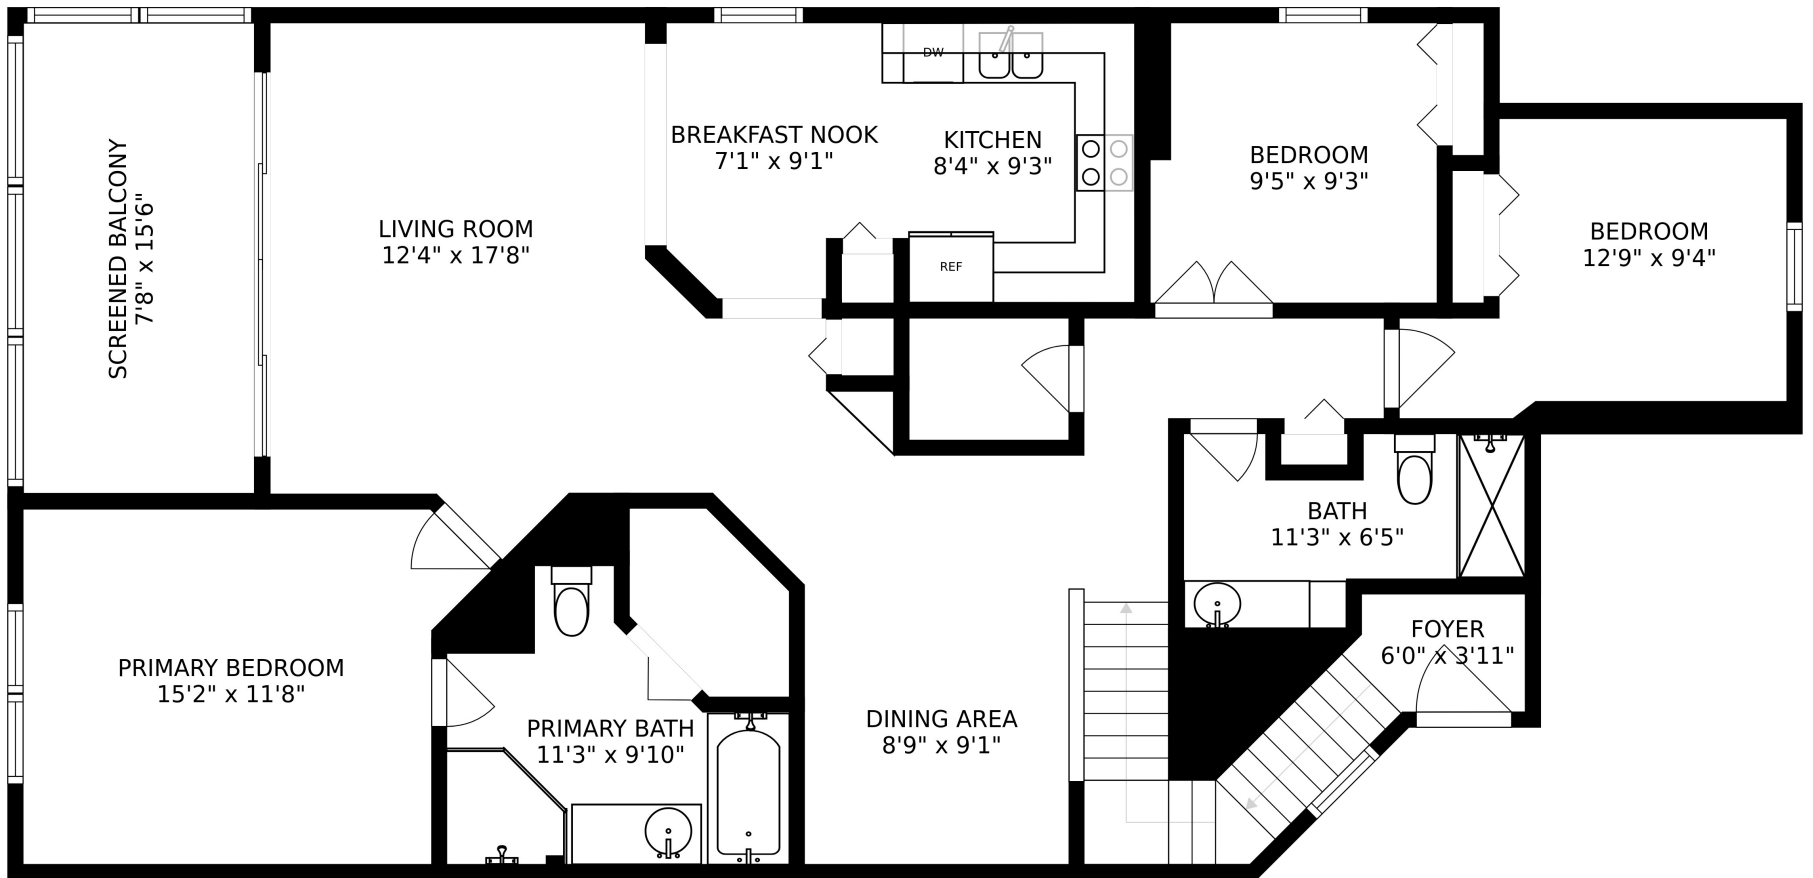 SCREENED BALCONY
7'8" x 15'6"
LIVING ROOM
12'4" x 17'8"
BREAKFAST NOOK
7'1" x 9'1"
DW
KITCHEN
8'4" x 9'3"
REF
BEDROOM
9'5" x 9'3"
BEDROOM
12'9" x 9'4"
BATH
11'3" x 6'5"
FOYER
6'0" x 3'11"
PRIMARY BEDROOM
15'2" x 11'8"
PRIMARY BATH
11'3" x 9'10"
DINING AREA
8'9" x 9'1"